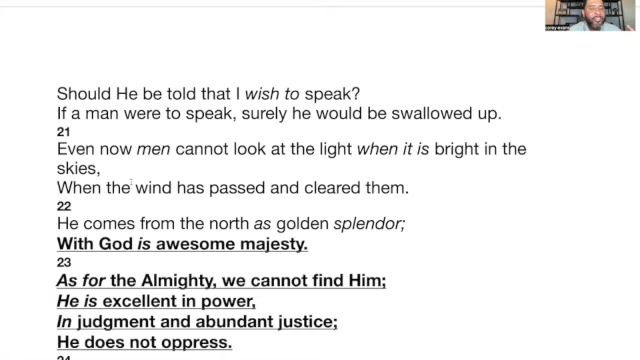 corey evans
Should He be told that I wish to speak?
If a man were to speak, surely he would be swallowed up.
21
Even now men cannot look at the light when it is bright in the
skies,
When the wind has passed and cleared them.
22
He comes from the north as golden splendor;
With God is awesome majesty.
23
As for the Almighty, we cannot find Him;
He is excellent in power,
In judgment and abundant justice;
He does not oppress.
24